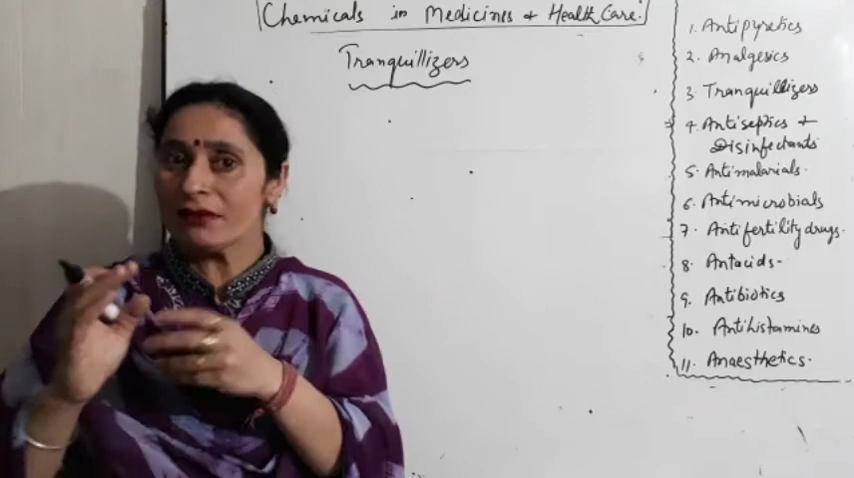 Chemicals in Medicines & Health Care.
Tranquillizers
1. Antipyretics
2. Analgesics
3. Tranquillizers
4. Antiseptics &
Disinfectants
5. Antimalarials.
6. Antimicrobials
7. Antifertility drugs.
8. Antacids.
9. Antibiotics
10. Antihistamines
11. Anaesthetics.